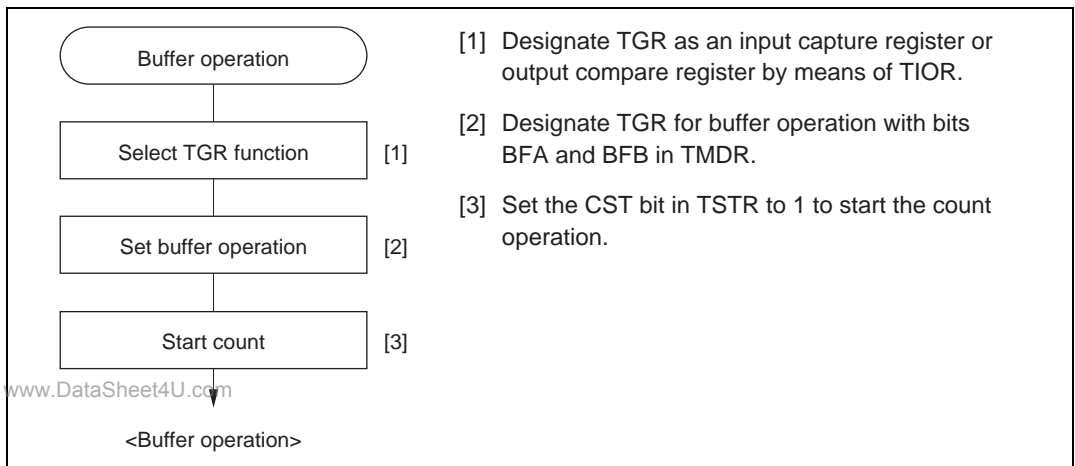 Buffer operation
Select TGR function [1]
Set buffer operation [2]
Start count [3]
www.DataSheet4U.com
<Buffer operation>
[1] Designate TGR as an input capture register or
output compare register by means of TIOR.
[2] Designate TGR for buffer operation with bits
BFA and BFB in TMDR.
[3] Set the CST bit in TSTR to 1 to start the count
operation.